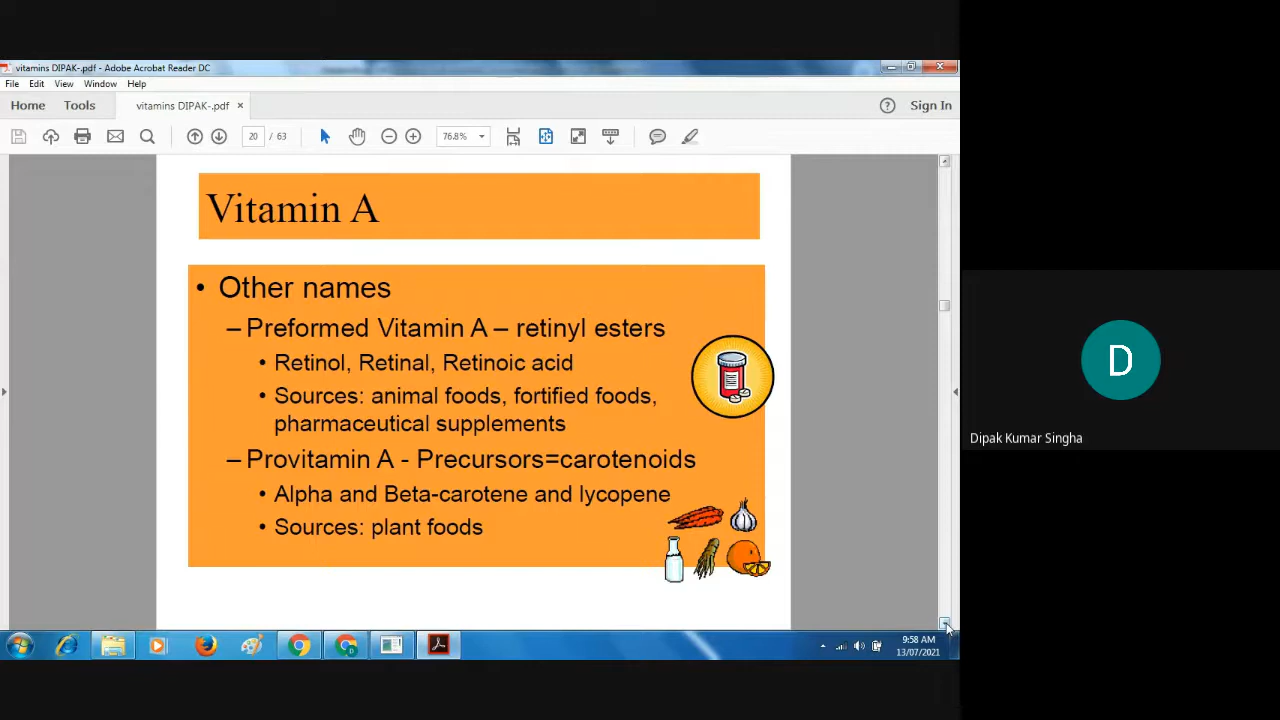 vitamins DIPAK-.pdf - Adobe Acrobat Reader DC
File Edit View Window Help
Home Tools vitamins DIPAK-.pdf × ? Sign In
20 / 63 76.8%
Vitamin A
• Other names
– Preformed Vitamin A – retinyl esters
• Retinol, Retinal, Retinoic acid
• Sources: animal foods, fortified foods,
pharmaceutical supplements
– Provitamin A - Precursors=carotenoids
• Alpha and Beta-carotene and lycopene
• Sources: plant foods
D
Dipak Kumar Singha
9:58 AM
13/07/2021